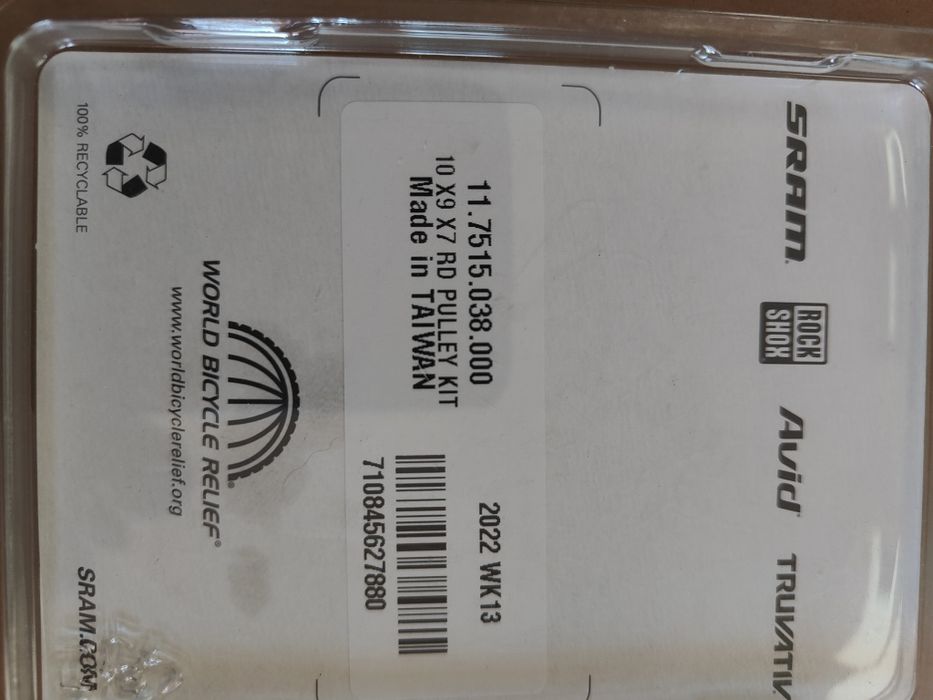 SRAM
ROCK
SHOX
Avid
TRUVATIV
11.7515.038.000
10 X9 X7 RD PULLEY KIT
Made in TAIWAN
2022 WK13
710845627880
WORLD BICYCLE RELIEF®
www.worldbicyclerelief.org
100% RECYCLABLE
SRAM.COM